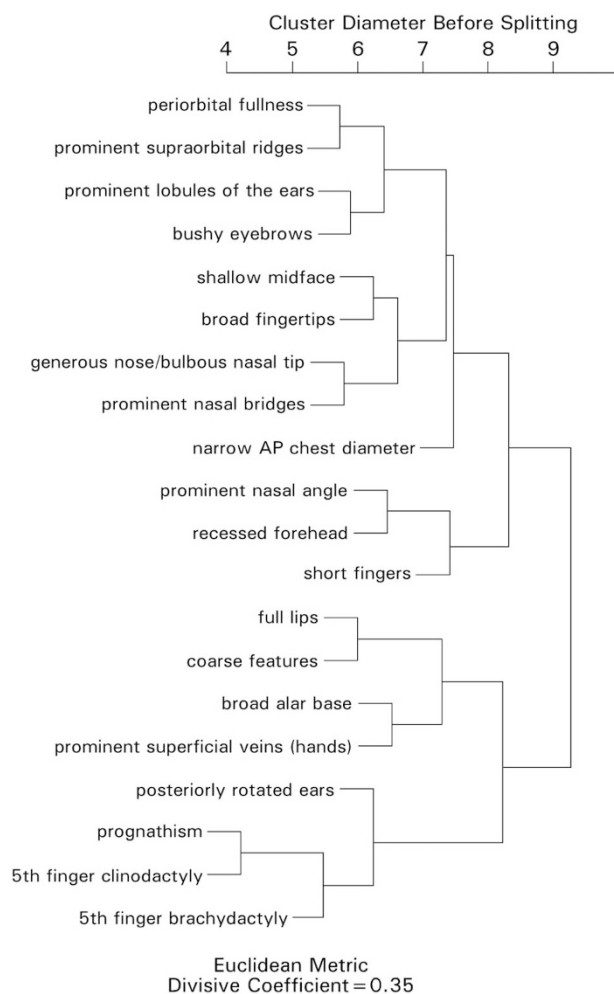 Cluster Diameter Before Splitting
4 5 6 7 8 9
periorbital fullness
prominent supraorbital ridges
prominent lobules of the ears
bushy eyebrows
shallow midface
broad fingertips
generous nose/bulbous nasal tip
prominent nasal bridges
narrow AP chest diameter
prominent nasal angle
recessed forehead
short fingers
full lips
coarse features
broad alar base
prominent superficial veins (hands)
posteriorly rotated ears
prognathism
5th finger clinodactyly
5th finger brachydactyly
Euclidean Metric
Divisive Coefficient = 0.35